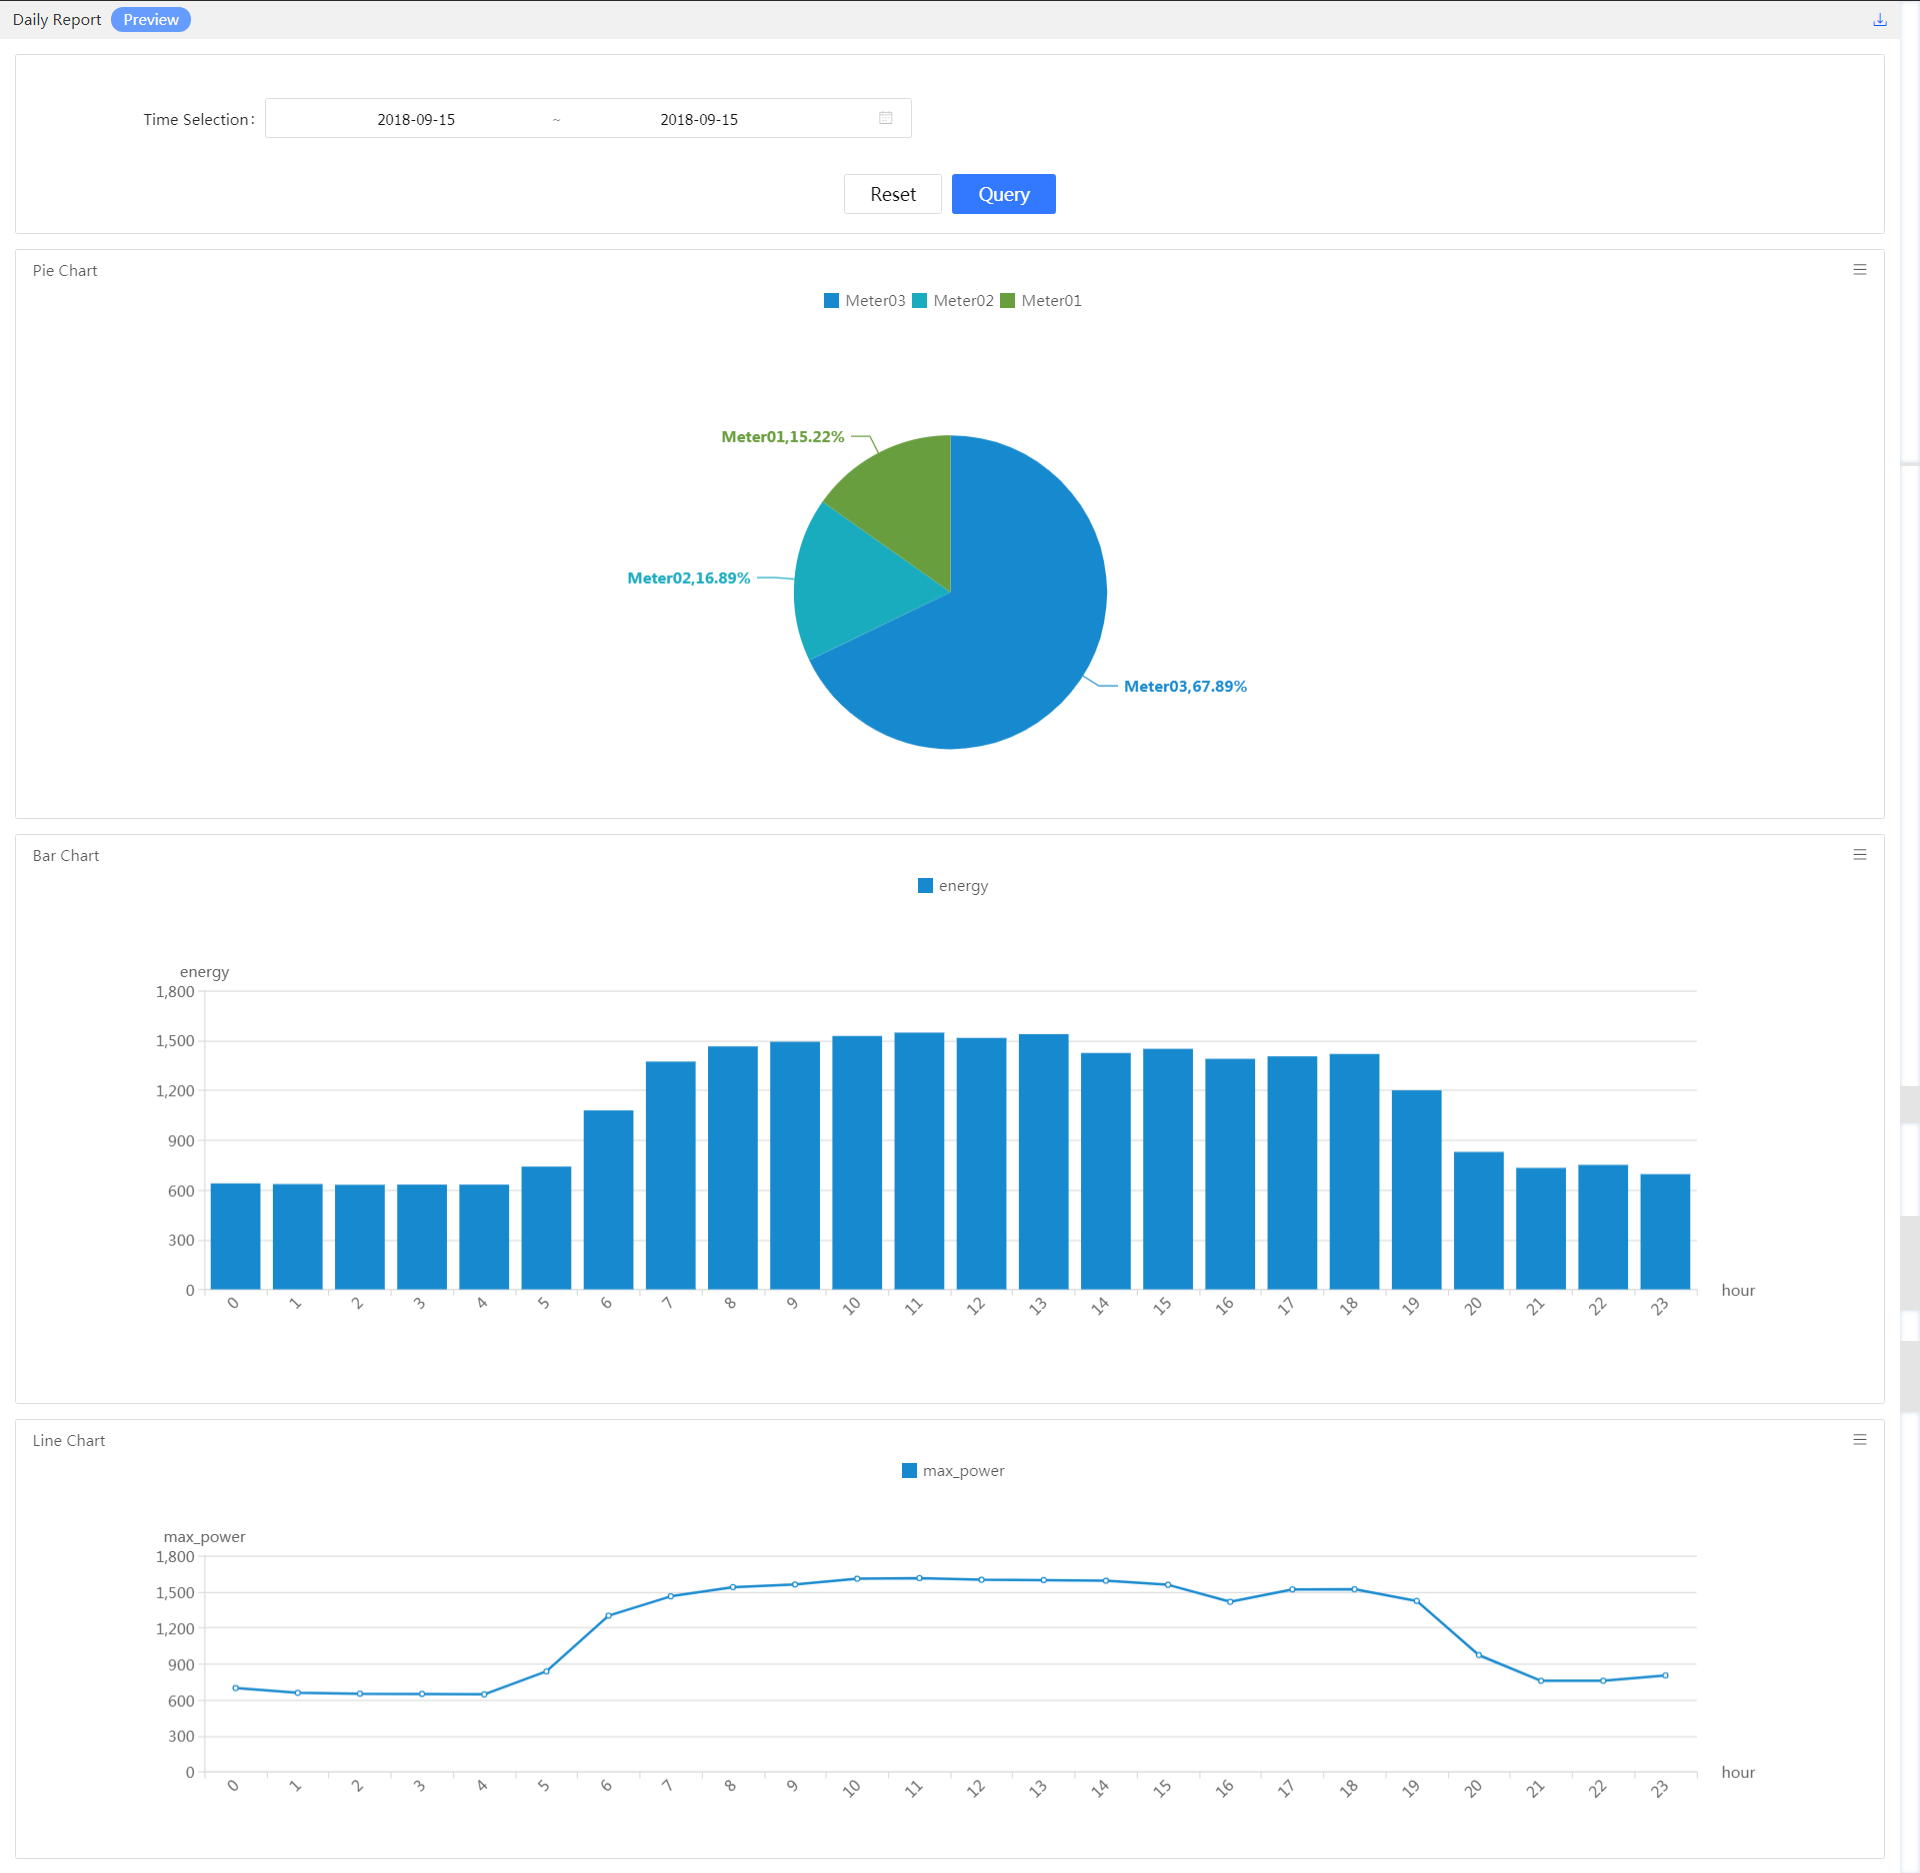 Daily Report Preview
Time Selection: 2018-09-15 ~ 2018-09-15
Reset Query
Pie Chart
Meter03 Meter02 Meter01
Meter01,15.22%
Meter02,16.89%
Meter03,67.89%
Bar Chart
energy
energy
1,800
1,500
1,200
900
600
300
0
0 1 2 3 4 5 6 7 8 9 10 11 12 13 14 15 16 17 18 19 20 21 22 23
hour
Line Chart
max_power
max_power
1,800
1,500
1,200
900
600
300
0
0 1 2 3 4 5 6 7 8 9 10 11 12 13 14 15 16 17 18 19 20 21 22 23
hour